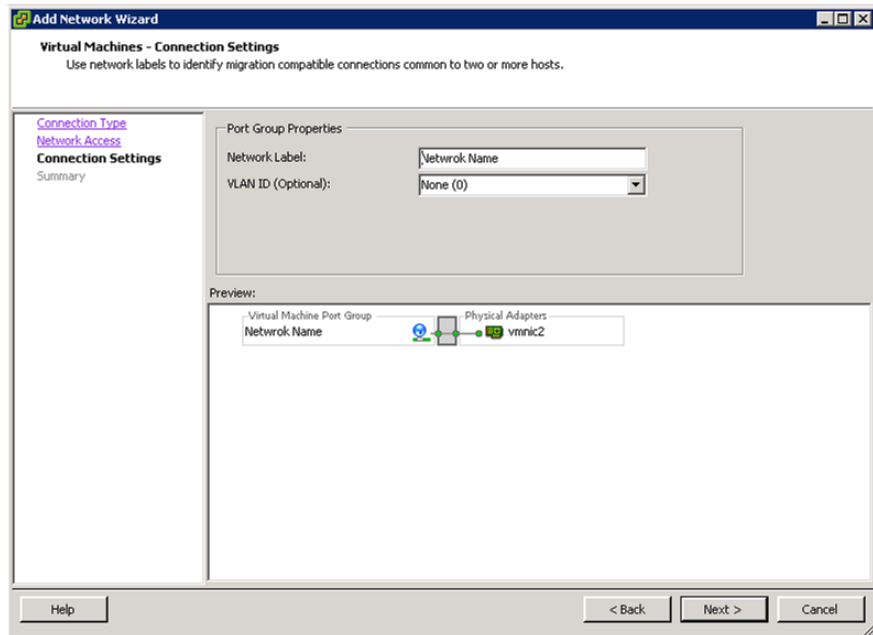 Add Network Wizard
Virtual Machines - Connection Settings
Use network labels to identify migration compatible connections common to two or more hosts.
Connection Type
Network Access
Connection Settings
Summary
Port Group Properties
Network Label:
Netwrok Name
VLAN ID (Optional):
None (0)
Preview:
Virtual Machine Port Group
Netwrok Name
Physical Adapters
vmnic2
Help
< Back
Next >
Cancel